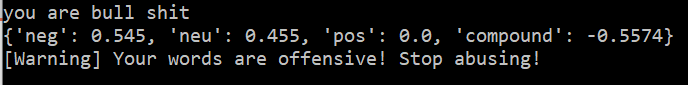 you are bull shit
{'neg': 0.545, 'neu': 0.455, 'pos': 0.0, 'compound': -0.5574}
[Warning] Your words are offensive! Stop abusing!